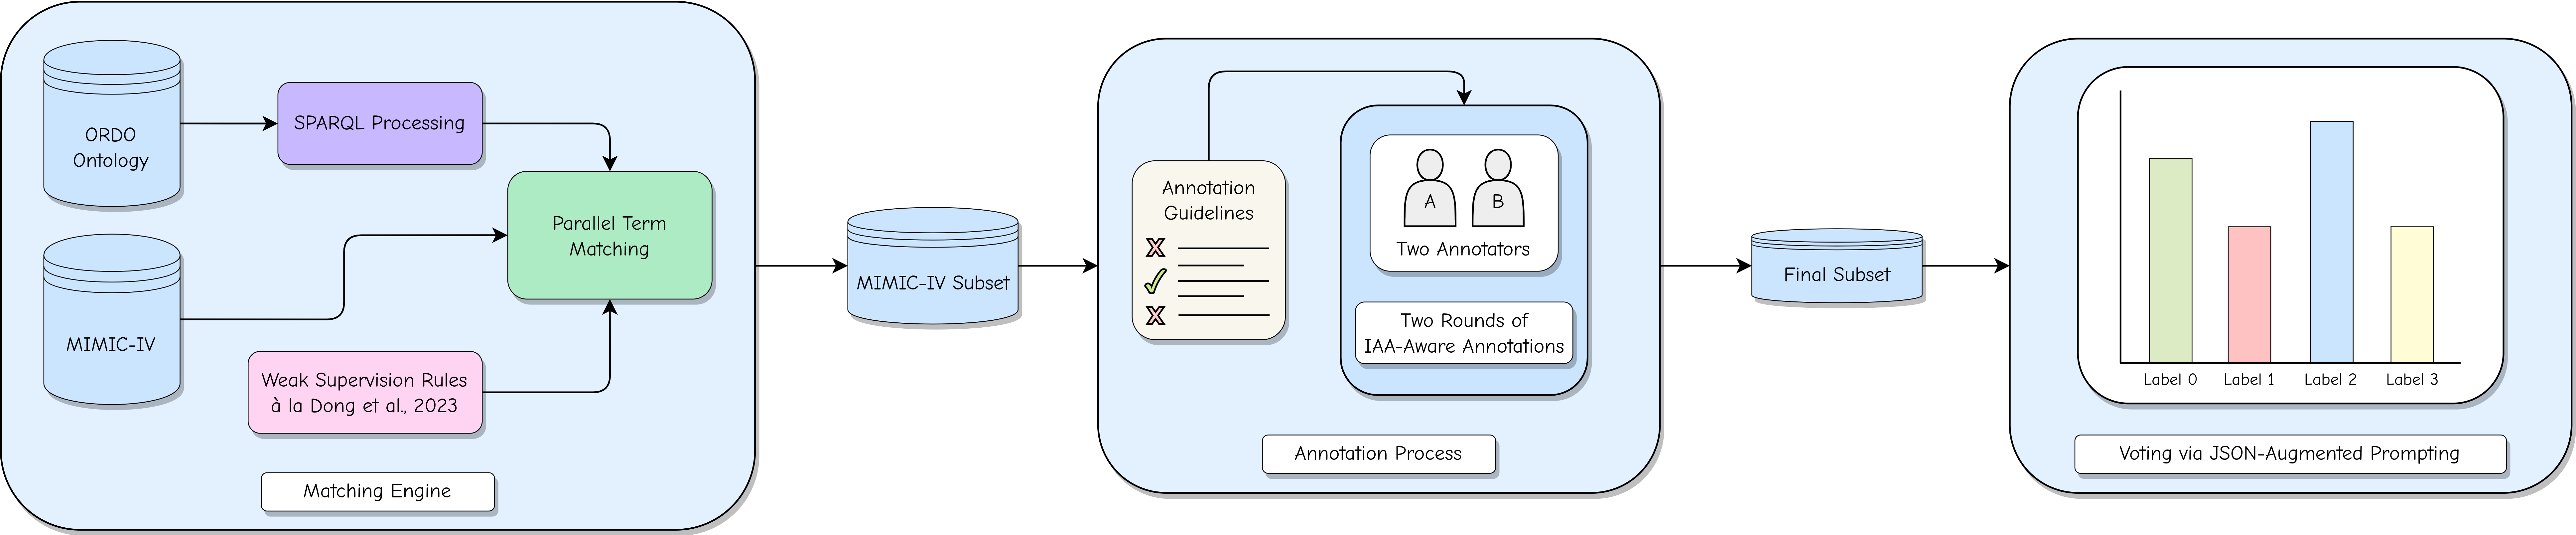 ORDO
Ontology
SPARQL Processing
Parallel Term
Matching
MIMIC-IV
Weak Supervision Rules
à la Dong et al., 2023
Matching Engine
MIMIC-IV Subset
Annotation
Guidelines
A
B
Two Annotators
Two Rounds of
IAA-Aware Annotations
Annotation Process
Final Subset
Label 0
Label 1
Label 2
Label 3
Voting via JSON-Augmented Prompting